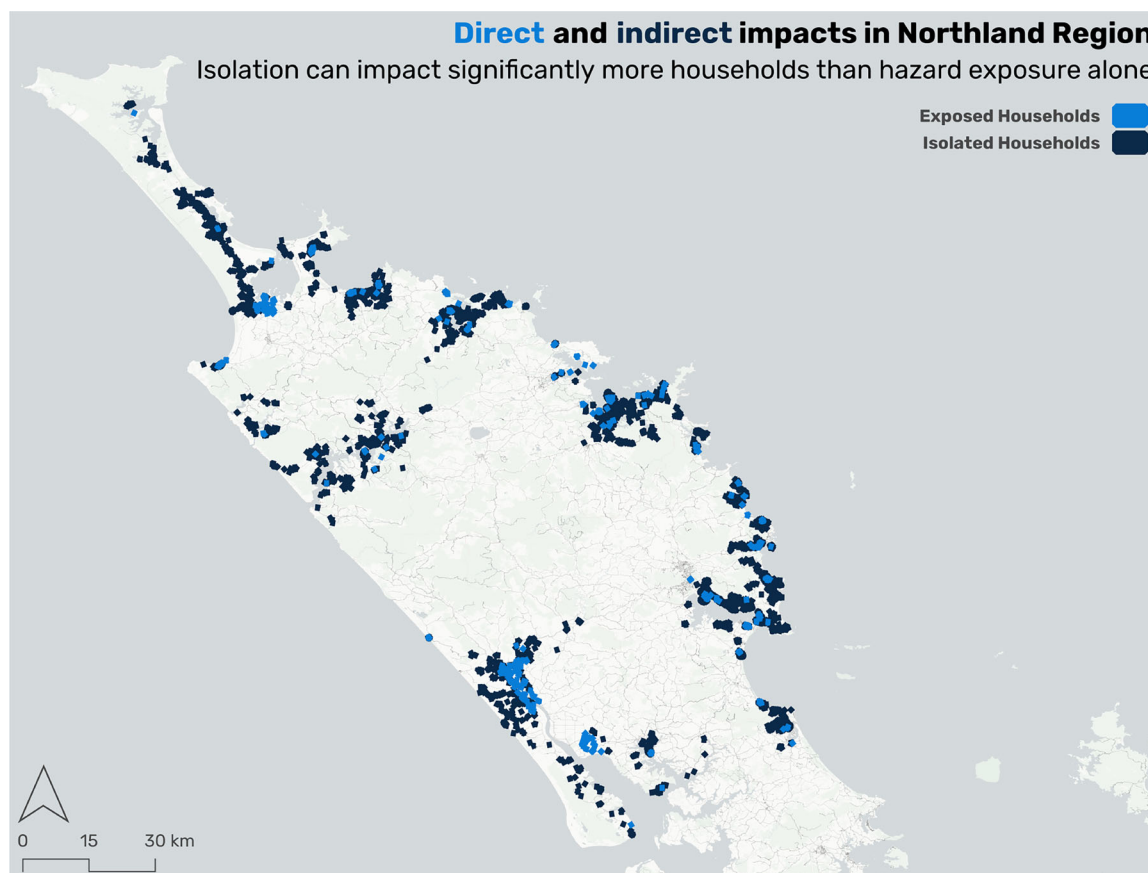 Direct and indirect impacts in Northland Region
Isolation can impact significantly more households than hazard exposure alone
Exposed Households
Isolated Households
0 15 30 km